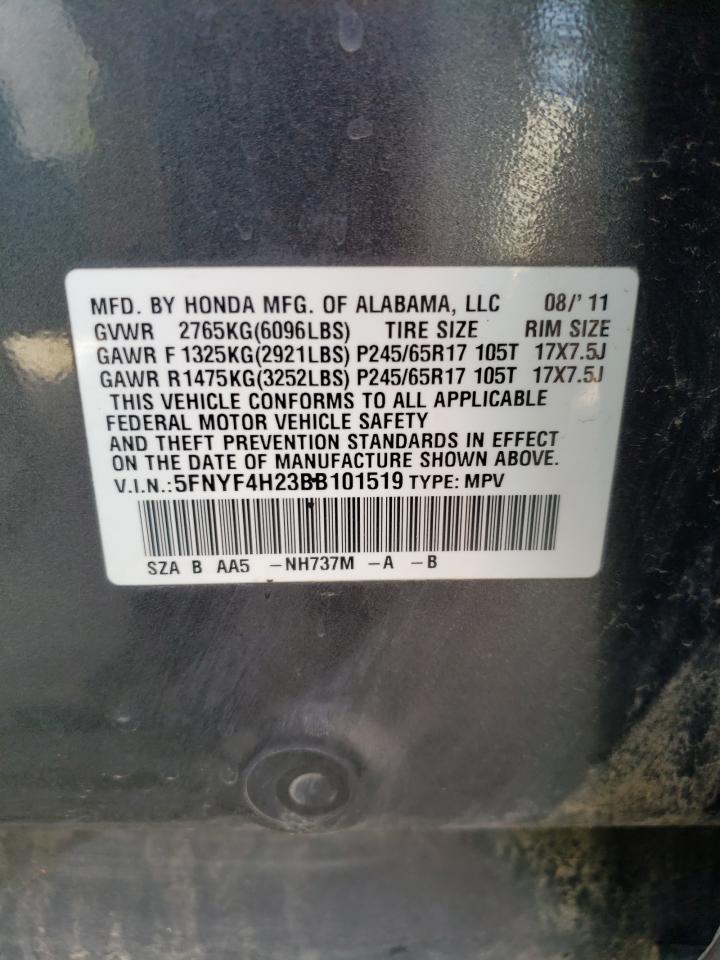 MFD. BY HONDA MFG. OF ALABAMA, LLC 08/'11
GVWR 2765KG(6096LBS) TIRE SIZE RIM SIZE
GAWR F 1325KG(2921LBS) P245/65R17 105T 17X7.5J
GAWR R1475KG(3252LBS) P245/65R17 105T 17X7.5J
THIS VEHICLE CONFORMS TO ALL APPLICABLE
FEDERAL MOTOR VEHICLE SAFETY
AND THEFT PREVENTION STANDARDS IN EFFECT
ON THE DATE OF MANUFACTURE SHOWN ABOVE.
V.I.N.:5FNYF4H23BB101519 TYPE: MPV
SZA B AA5 -NH737M -A -B